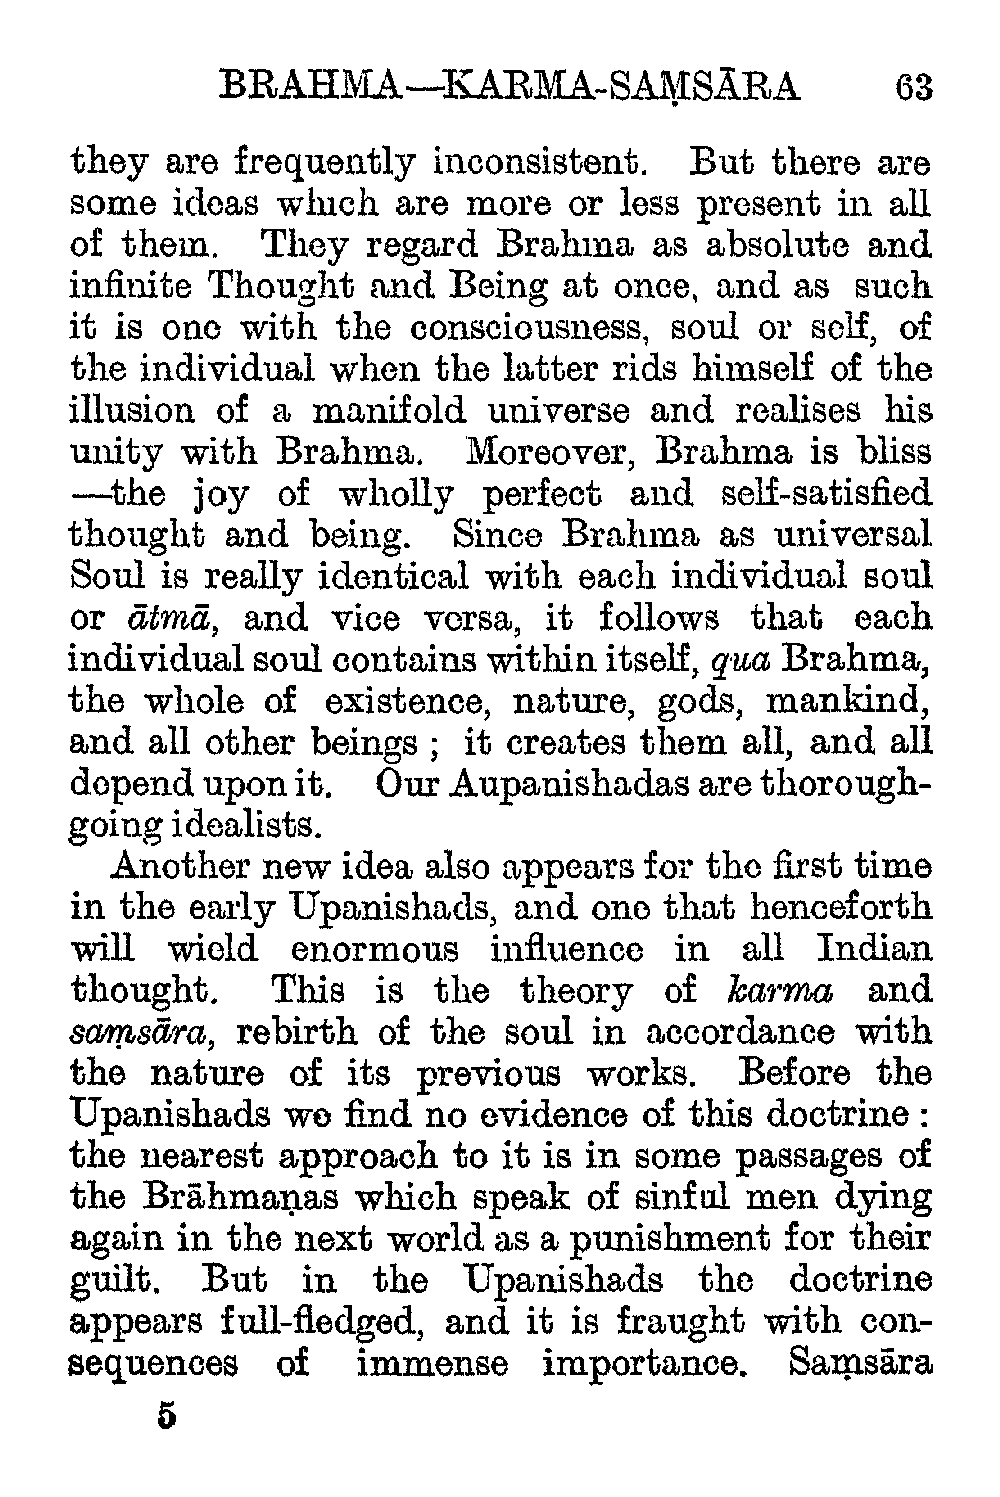 BRAHMA—KARMA-SAṂSĀRA 63
they are frequently inconsistent. But there are
some ideas which are more or less present in all
of them. They regard Brahma as absolute and
infinite Thought and Being at once, and as such
it is one with the consciousness, soul or self, of
the individual when the latter rids himself of the
illusion of a manifold universe and realises his
unity with Brahma. Moreover, Brahma is bliss
—the joy of wholly perfect and self-satisfied
thought and being. Since Brahma as universal
Soul is really identical with each individual soul
or ātmā, and vice versa, it follows that each
individual soul contains within itself, qua Brahma,
the whole of existence, nature, gods, mankind,
and all other beings ; it creates them all, and all
depend upon it. Our Aupanishadas are thorough-
going idealists.
Another new idea also appears for the first time
in the early Upanishads, and one that henceforth
will wield enormous influence in all Indian
thought. This is the theory of karma and
saṃsāra, rebirth of the soul in accordance with
the nature of its previous works. Before the
Upanishads we find no evidence of this doctrine :
the nearest approach to it is in some passages of
the Brāhmaṇas which speak of sinful men dying
again in the next world as a punishment for their
guilt. But in the Upanishads the doctrine
appears full-fledged, and it is fraught with con-
sequences of immense importance. Saṃsāra
5